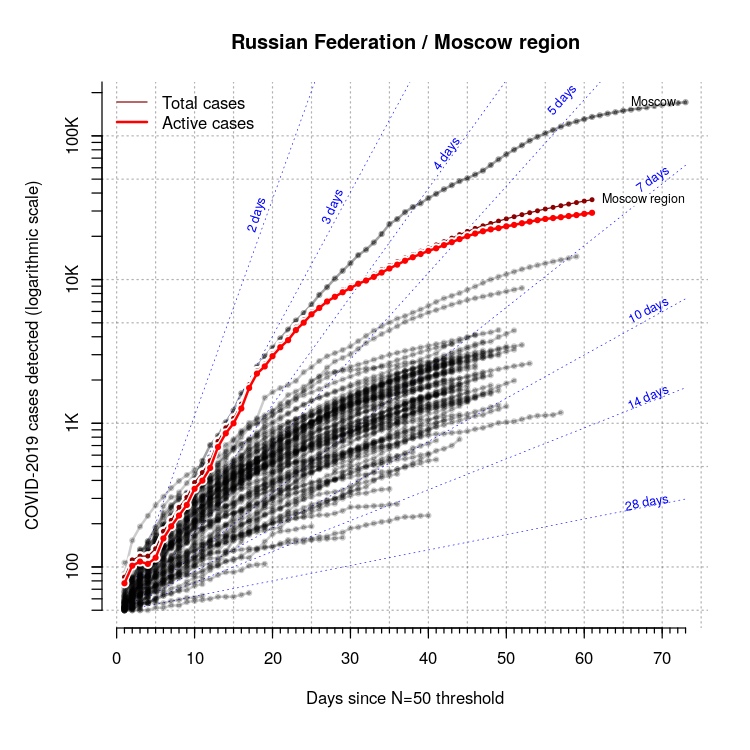 Russian Federation / Moscow region
Total cases
Active cases
Moscow
Moscow region
2 days
3 days
4 days
5 days
7 days
10 days
14 days
28 days
COVID-2019 cases detected (logarithmic scale)
100K
10K
1K
100
0 10 20 30 40 50 60 70
Days since N=50 threshold